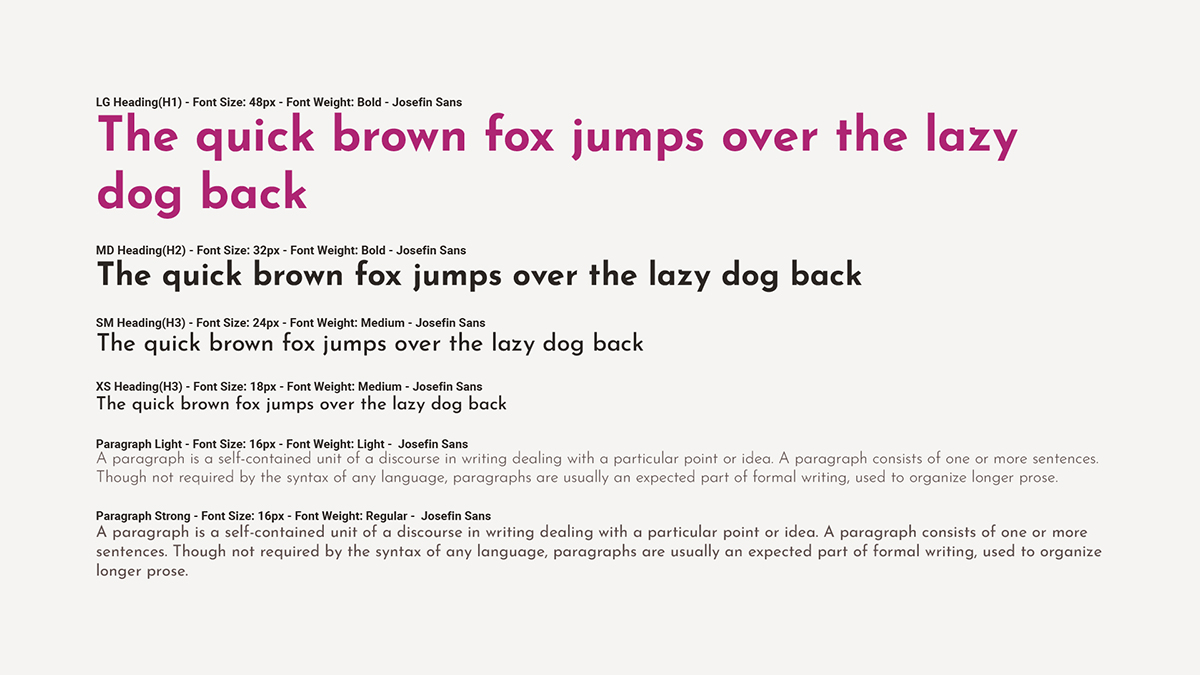 LG Heading(H1) - Font Size: 48px - Font Weight: Bold - Josefin Sans
The quick brown fox jumps over the lazy
dog back
MD Heading(H2) - Font Size: 32px - Font Weight: Bold - Josefin Sans
The quick brown fox jumps over the lazy dog back
SM Heading(H3) - Font Size: 24px - Font Weight: Medium - Josefin Sans
The quick brown fox jumps over the lazy dog back
XS Heading(H3) - Font Size: 18px - Font Weight: Medium - Josefin Sans
The quick brown fox jumps over the lazy dog back
Paragraph Light - Font Size: 16px - Font Weight: Light -  Josefin Sans
A paragraph is a self-contained unit of a discourse in writing dealing with a particular point or idea. A paragraph consists of one or more sentences.
Though not required by the syntax of any language, paragraphs are usually an expected part of formal writing, used to organize longer prose.
Paragraph Strong - Font Size: 16px - Font Weight: Regular -  Josefin Sans
A paragraph is a self-contained unit of a discourse in writing dealing with a particular point or idea. A paragraph consists of one or more
sentences. Though not required by the syntax of any language, paragraphs are usually an expected part of formal writing, used to organize
longer prose.